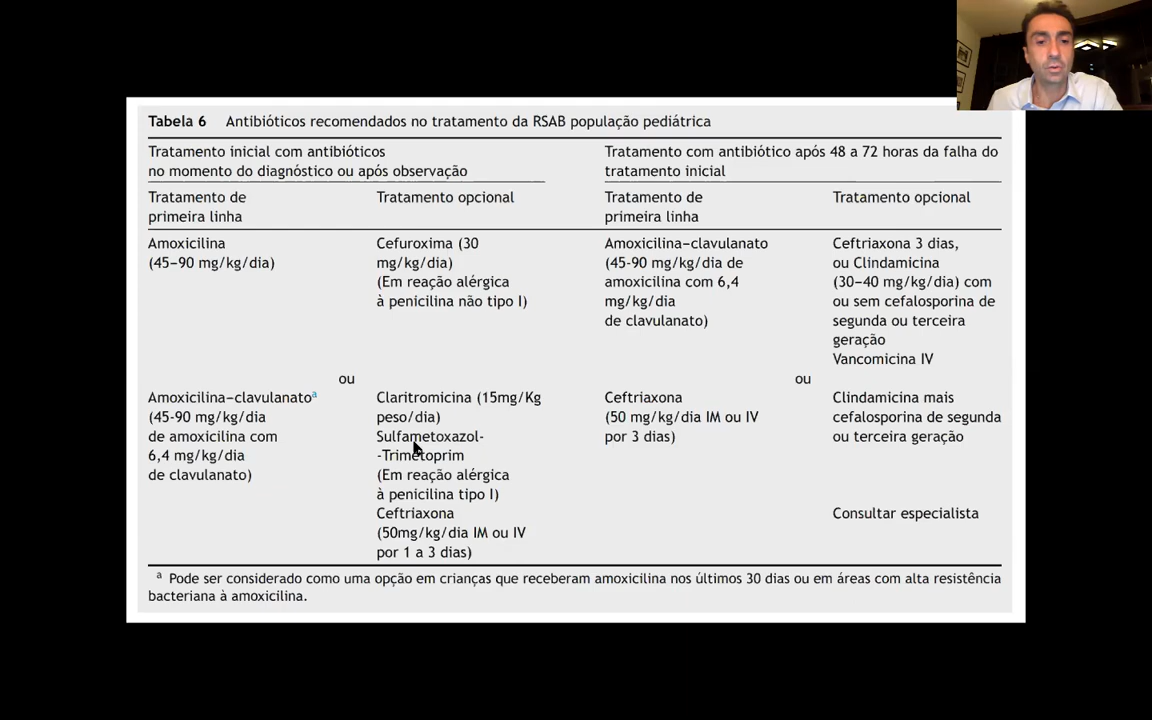 Tabela 6 Antibióticos recomendados no tratamento da RSAB população pediátrica
Tratamento inicial com antibióticos
no momento do diagnóstico ou após observação
Tratamento com antibiótico após 48 a 72 horas da falha do
tratamento inicial
Tratamento de
primeira linha
Tratamento opcional
Tratamento de
primeira linha
Tratamento opcional
Amoxicilina
(45–90 mg/kg/dia)
Cefuroxima (30
mg/kg/dia)
(Em reação alérgica
à penicilina não tipo I)
Amoxicilina–clavulanato
(45-90 mg/kg/dia de
amoxicilina com 6,4
mg/kg/dia
de clavulanato)
Ceftriaxona 3 dias,
ou Clindamicina
(30–40 mg/kg/dia) com
ou sem cefalosporina de
segunda ou terceira
geração
Vancomicina IV
ou
ou
Amoxicilina–clavulanato a
(45-90 mg/kg/dia
de amoxicilina com
6,4 mg/kg/dia
de clavulanato)
Claritromicina (15mg/Kg
peso/dia)
Sulfametoxazol-
-Trimetoprim
(Em reação alérgica
à penicilina tipo I)
Ceftriaxona
(50mg/kg/dia IM ou IV
por 1 a 3 dias)
Ceftriaxona
(50 mg/kg/dia IM ou IV
por 3 dias)
Clindamicina mais
cefalosporina de segunda
ou terceira geração
Consultar especialista
a Pode ser considerado como uma opção em crianças que receberam amoxicilina nos últimos 30 dias ou em áreas com alta resistência
bacteriana à amoxicilina.